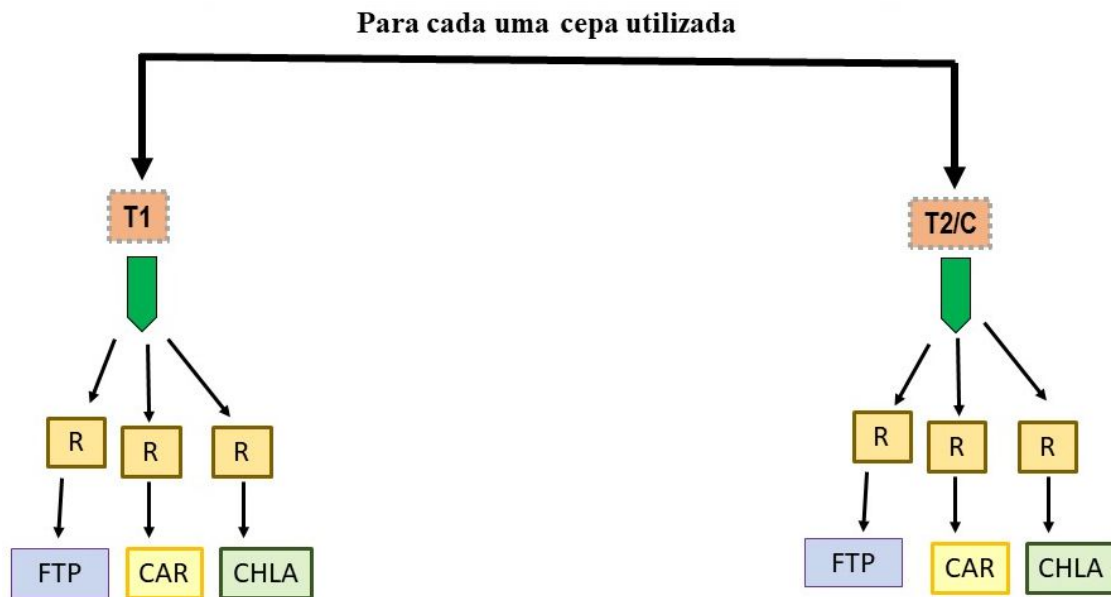 Para cada uma cepa utilizada
T1
T2/C
R
R
R
R
R
R
FTP
CAR
CHLA
FTP
CAR
CHLA